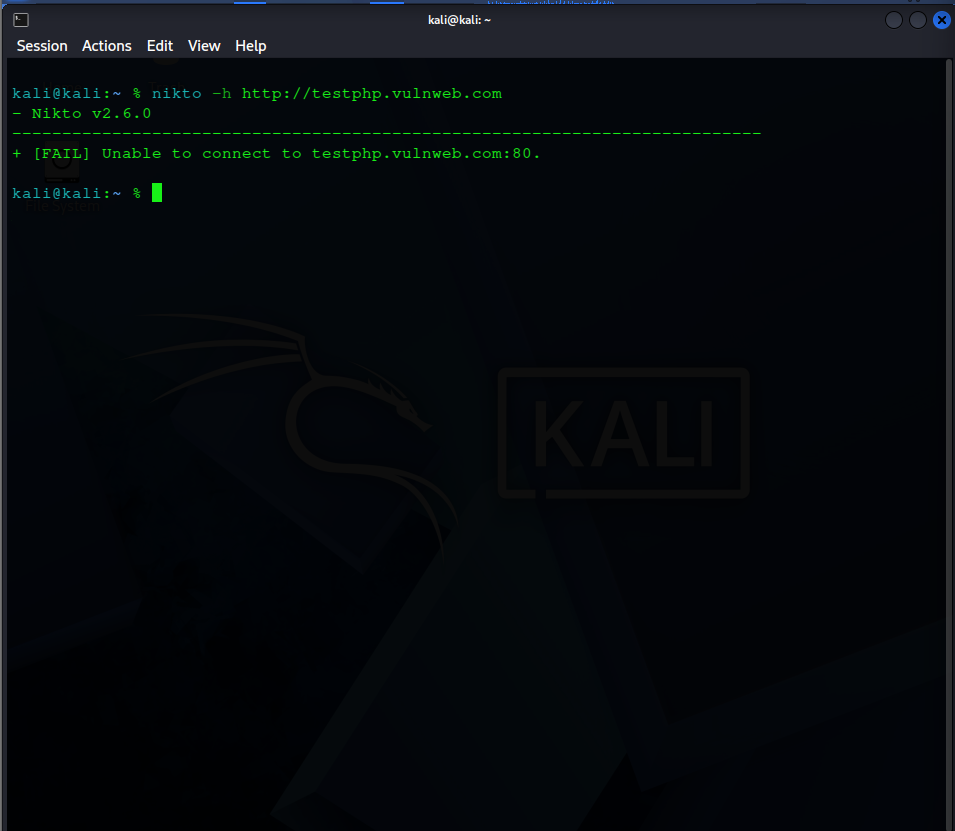 kali@kali: ~
Session Actions Edit View Help
kali@kali:~ % nikto -h http://testphp.vulnweb.com
- Nikto v2.6.0
---------------------------------------------------------------------------
+ [FAIL] Unable to connect to testphp.vulnweb.com:80.
kali@kali:~ %
KALI